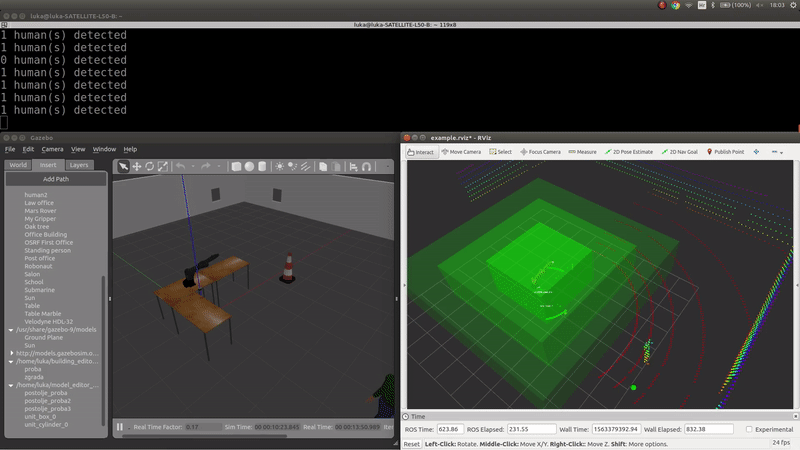 luka@luka-SATELLITE-L50-B: ~
(100%)
18:03
luka@luka-SATELLITE-L50-B: ~ 119x8
1 human(s) detected
1 human(s) detected
0 human(s) detected
1 human(s) detected
1 human(s) detected
1 human(s) detected
1 human(s) detected
Gazebo
File Edit Camera View Window Help
World Insert Layers
Add Path
human2
Law office
Mars Rover
My Gripper
Oak tree
Office Building
OSRF First Office
Standing person
Post office
Robonaut
Salon
School
Submarine
Sun
Table
Table Marble
Velodyne HDL-32
/usr/share/gazebo-9/models
Ground Plane
Sun
http://models.gazebosim.o...
/home/luka/building_edito...
proba
zgrada
/home/luka/model_editor_...
postolje_proba
postolje_proba2
postolje_proba3
unit_box_0
unit_cylinder_0
Real Time Factor: 0.17 Sim Time: 00 00:10:23.845 Real Time: 00 00:13:50.989
example.rviz* - RViz
Interact Move Camera Select Focus Camera Measure 2D Pose Estimate 2D Nav Goal Publish Point
Time
ROS Time: 623.86 ROS Elapsed: 231.55 Wall Time: 1563379392.94 Wall Elapsed: 832.38 Experimental
Reset Left-Click: Rotate. Middle-Click: Move X/Y. Right-Click:: Move Z. Shift: More options. 24 fps